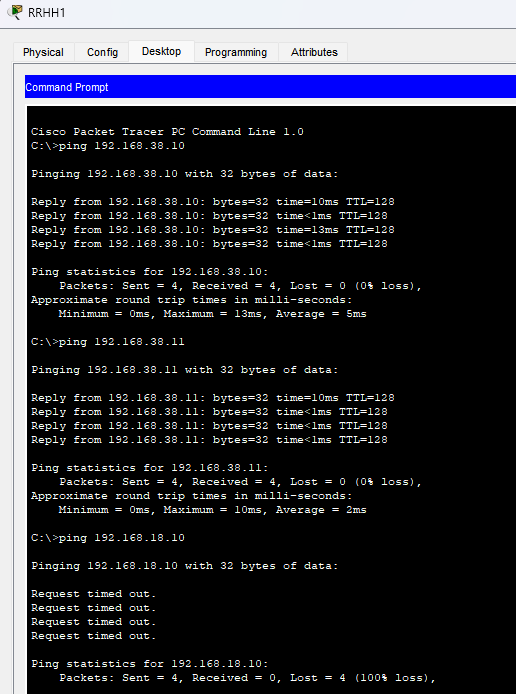 RRHH1
Physical Config Desktop Programming Attributes
Command Prompt
Cisco Packet Tracer PC Command Line 1.0
C:\>ping 192.168.38.10
Pinging 192.168.38.10 with 32 bytes of data:
Reply from 192.168.38.10: bytes=32 time=10ms TTL=128
Reply from 192.168.38.10: bytes=32 time<1ms TTL=128
Reply from 192.168.38.10: bytes=32 time=13ms TTL=128
Reply from 192.168.38.10: bytes=32 time<1ms TTL=128
Ping statistics for 192.168.38.10:
Packets: Sent = 4, Received = 4, Lost = 0 (0% loss),
Approximate round trip times in milli-seconds:
Minimum = 0ms, Maximum = 13ms, Average = 5ms
C:\>ping 192.168.38.11
Pinging 192.168.38.11 with 32 bytes of data:
Reply from 192.168.38.11: bytes=32 time=10ms TTL=128
Reply from 192.168.38.11: bytes=32 time<1ms TTL=128
Reply from 192.168.38.11: bytes=32 time<1ms TTL=128
Reply from 192.168.38.11: bytes=32 time<1ms TTL=128
Ping statistics for 192.168.38.11:
Packets: Sent = 4, Received = 4, Lost = 0 (0% loss),
Approximate round trip times in milli-seconds:
Minimum = 0ms, Maximum = 10ms, Average = 2ms
C:\>ping 192.168.18.10
Pinging 192.168.18.10 with 32 bytes of data:
Request timed out.
Request timed out.
Request timed out.
Request timed out.
Ping statistics for 192.168.18.10:
Packets: Sent = 4, Received = 0, Lost = 4 (100% loss),